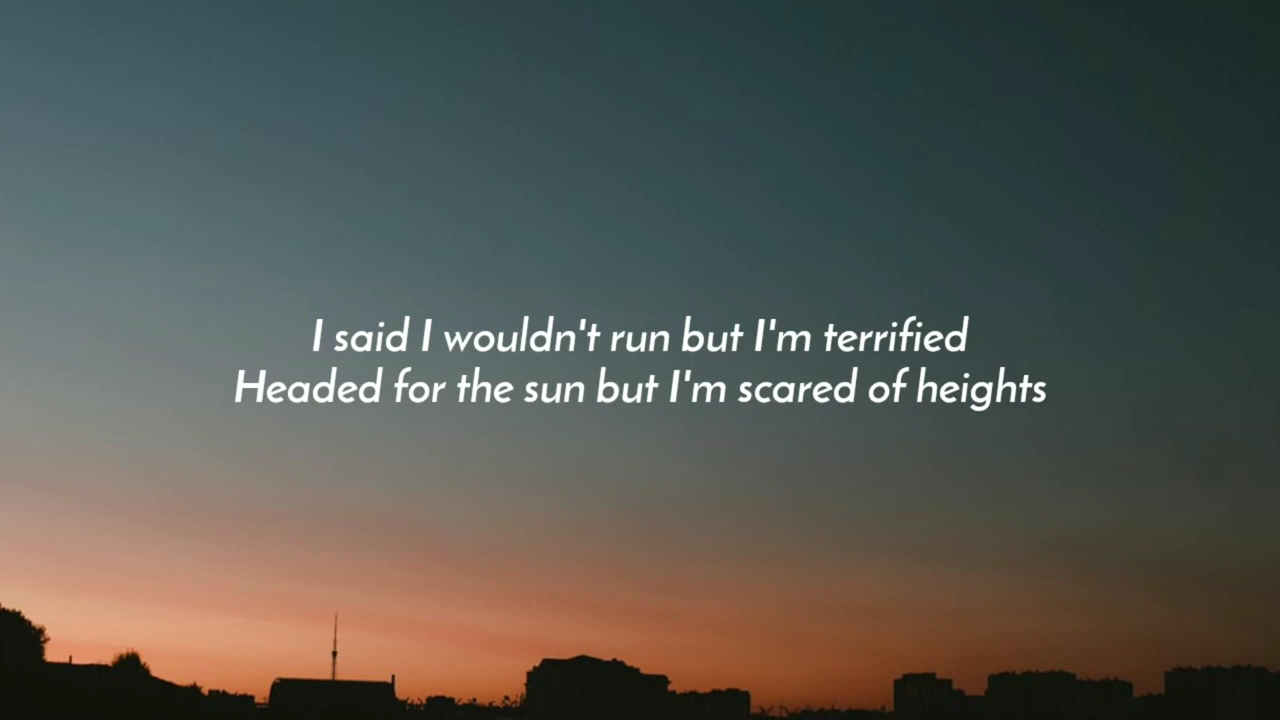 I said I wouldn't run but I'm terrified
Headed for the sun but I'm scared of heights